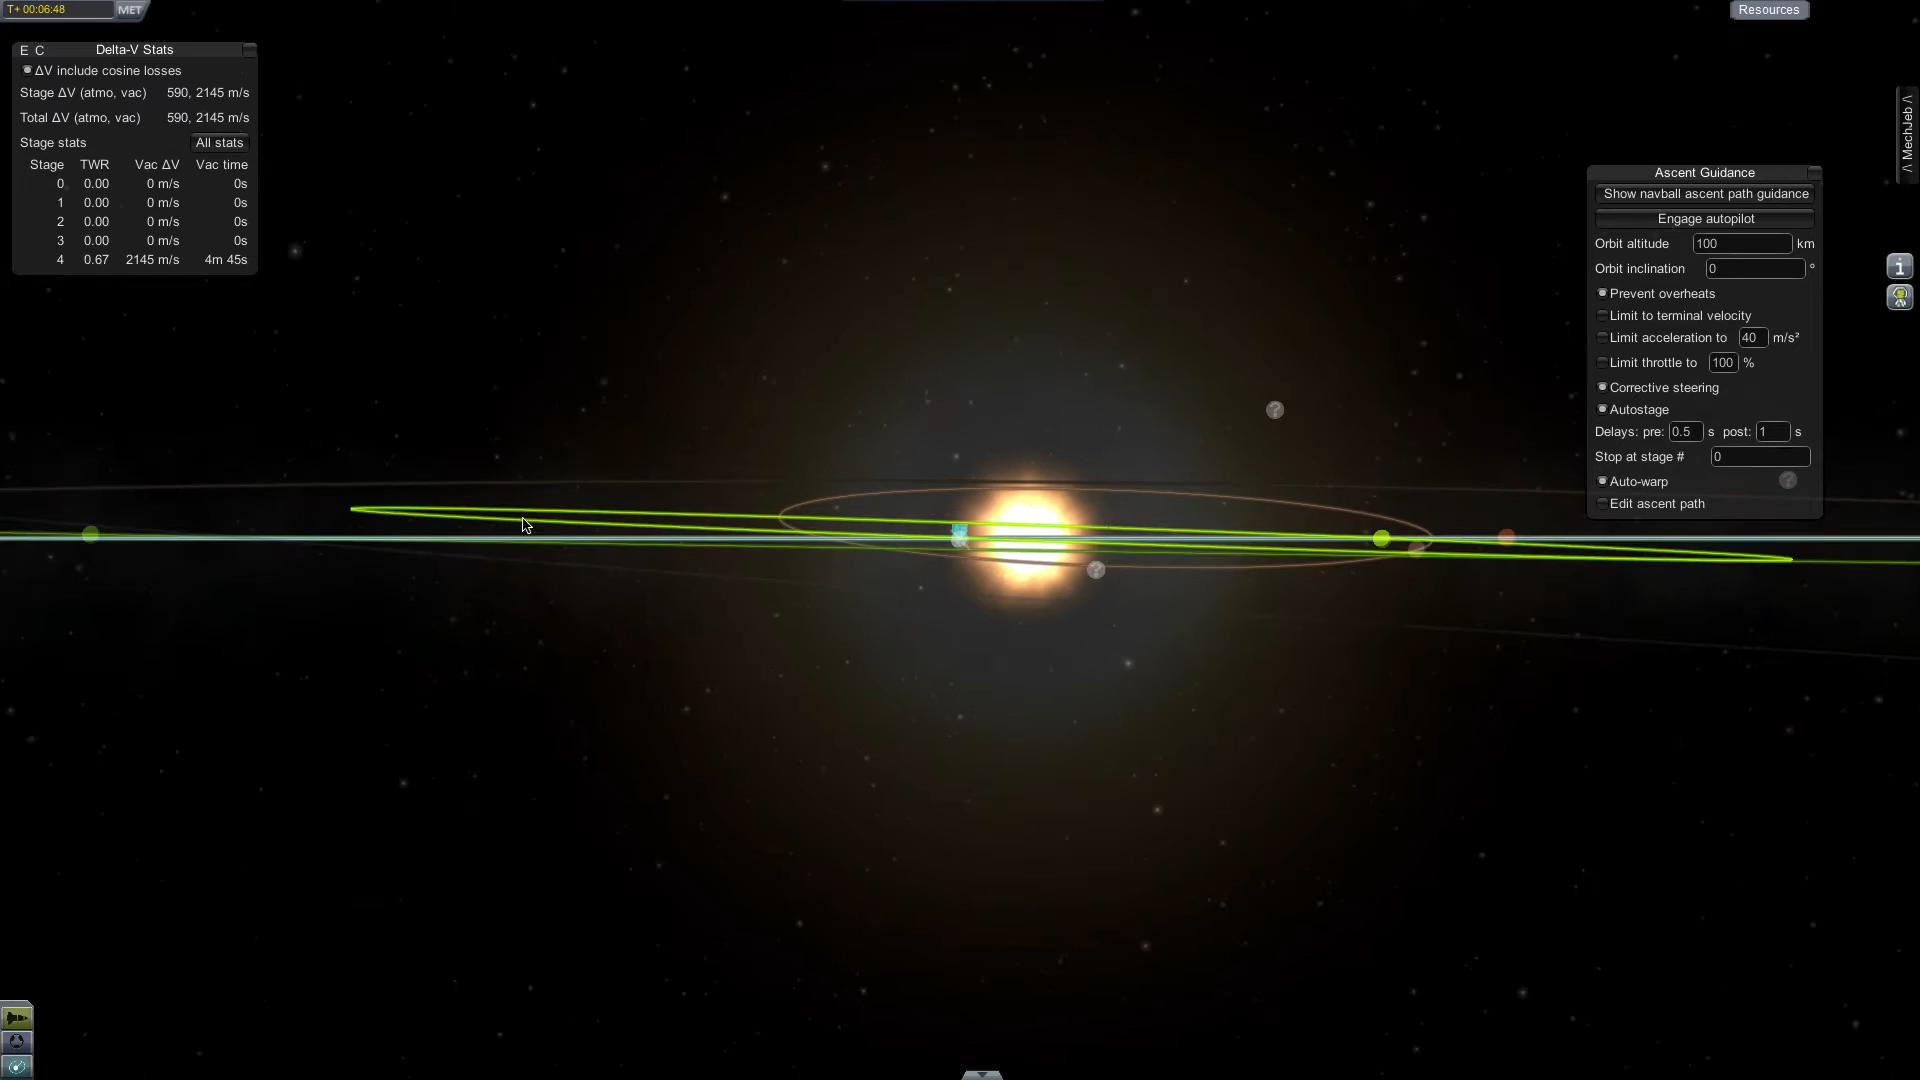 T+ 00:06:48 MET
Resources
E C Delta-V Stats
ΔV include cosine losses
Stage ΔV (atmo, vac) 590, 2145 m/s
Total ΔV (atmo, vac) 590, 2145 m/s
Stage stats All stats
Stage TWR Vac ΔV Vac time
0 0.00 0 m/s 0s
1 0.00 0 m/s 0s
2 0.00 0 m/s 0s
3 0.00 0 m/s 0s
4 0.67 2145 m/s 4m 45s
/\ MechJeb /\
Ascent Guidance
Show navball ascent path guidance
Engage autopilot
Orbit altitude 100 km
Orbit inclination 0 º
Prevent overheats
Limit to terminal velocity
Limit acceleration to 40 m/s²
Limit throttle to 100 %
Corrective steering
Autostage
Delays: pre: 0.5 s post: 1 s
Stop at stage # 0
Auto-warp ?
Edit ascent path
i
?
?